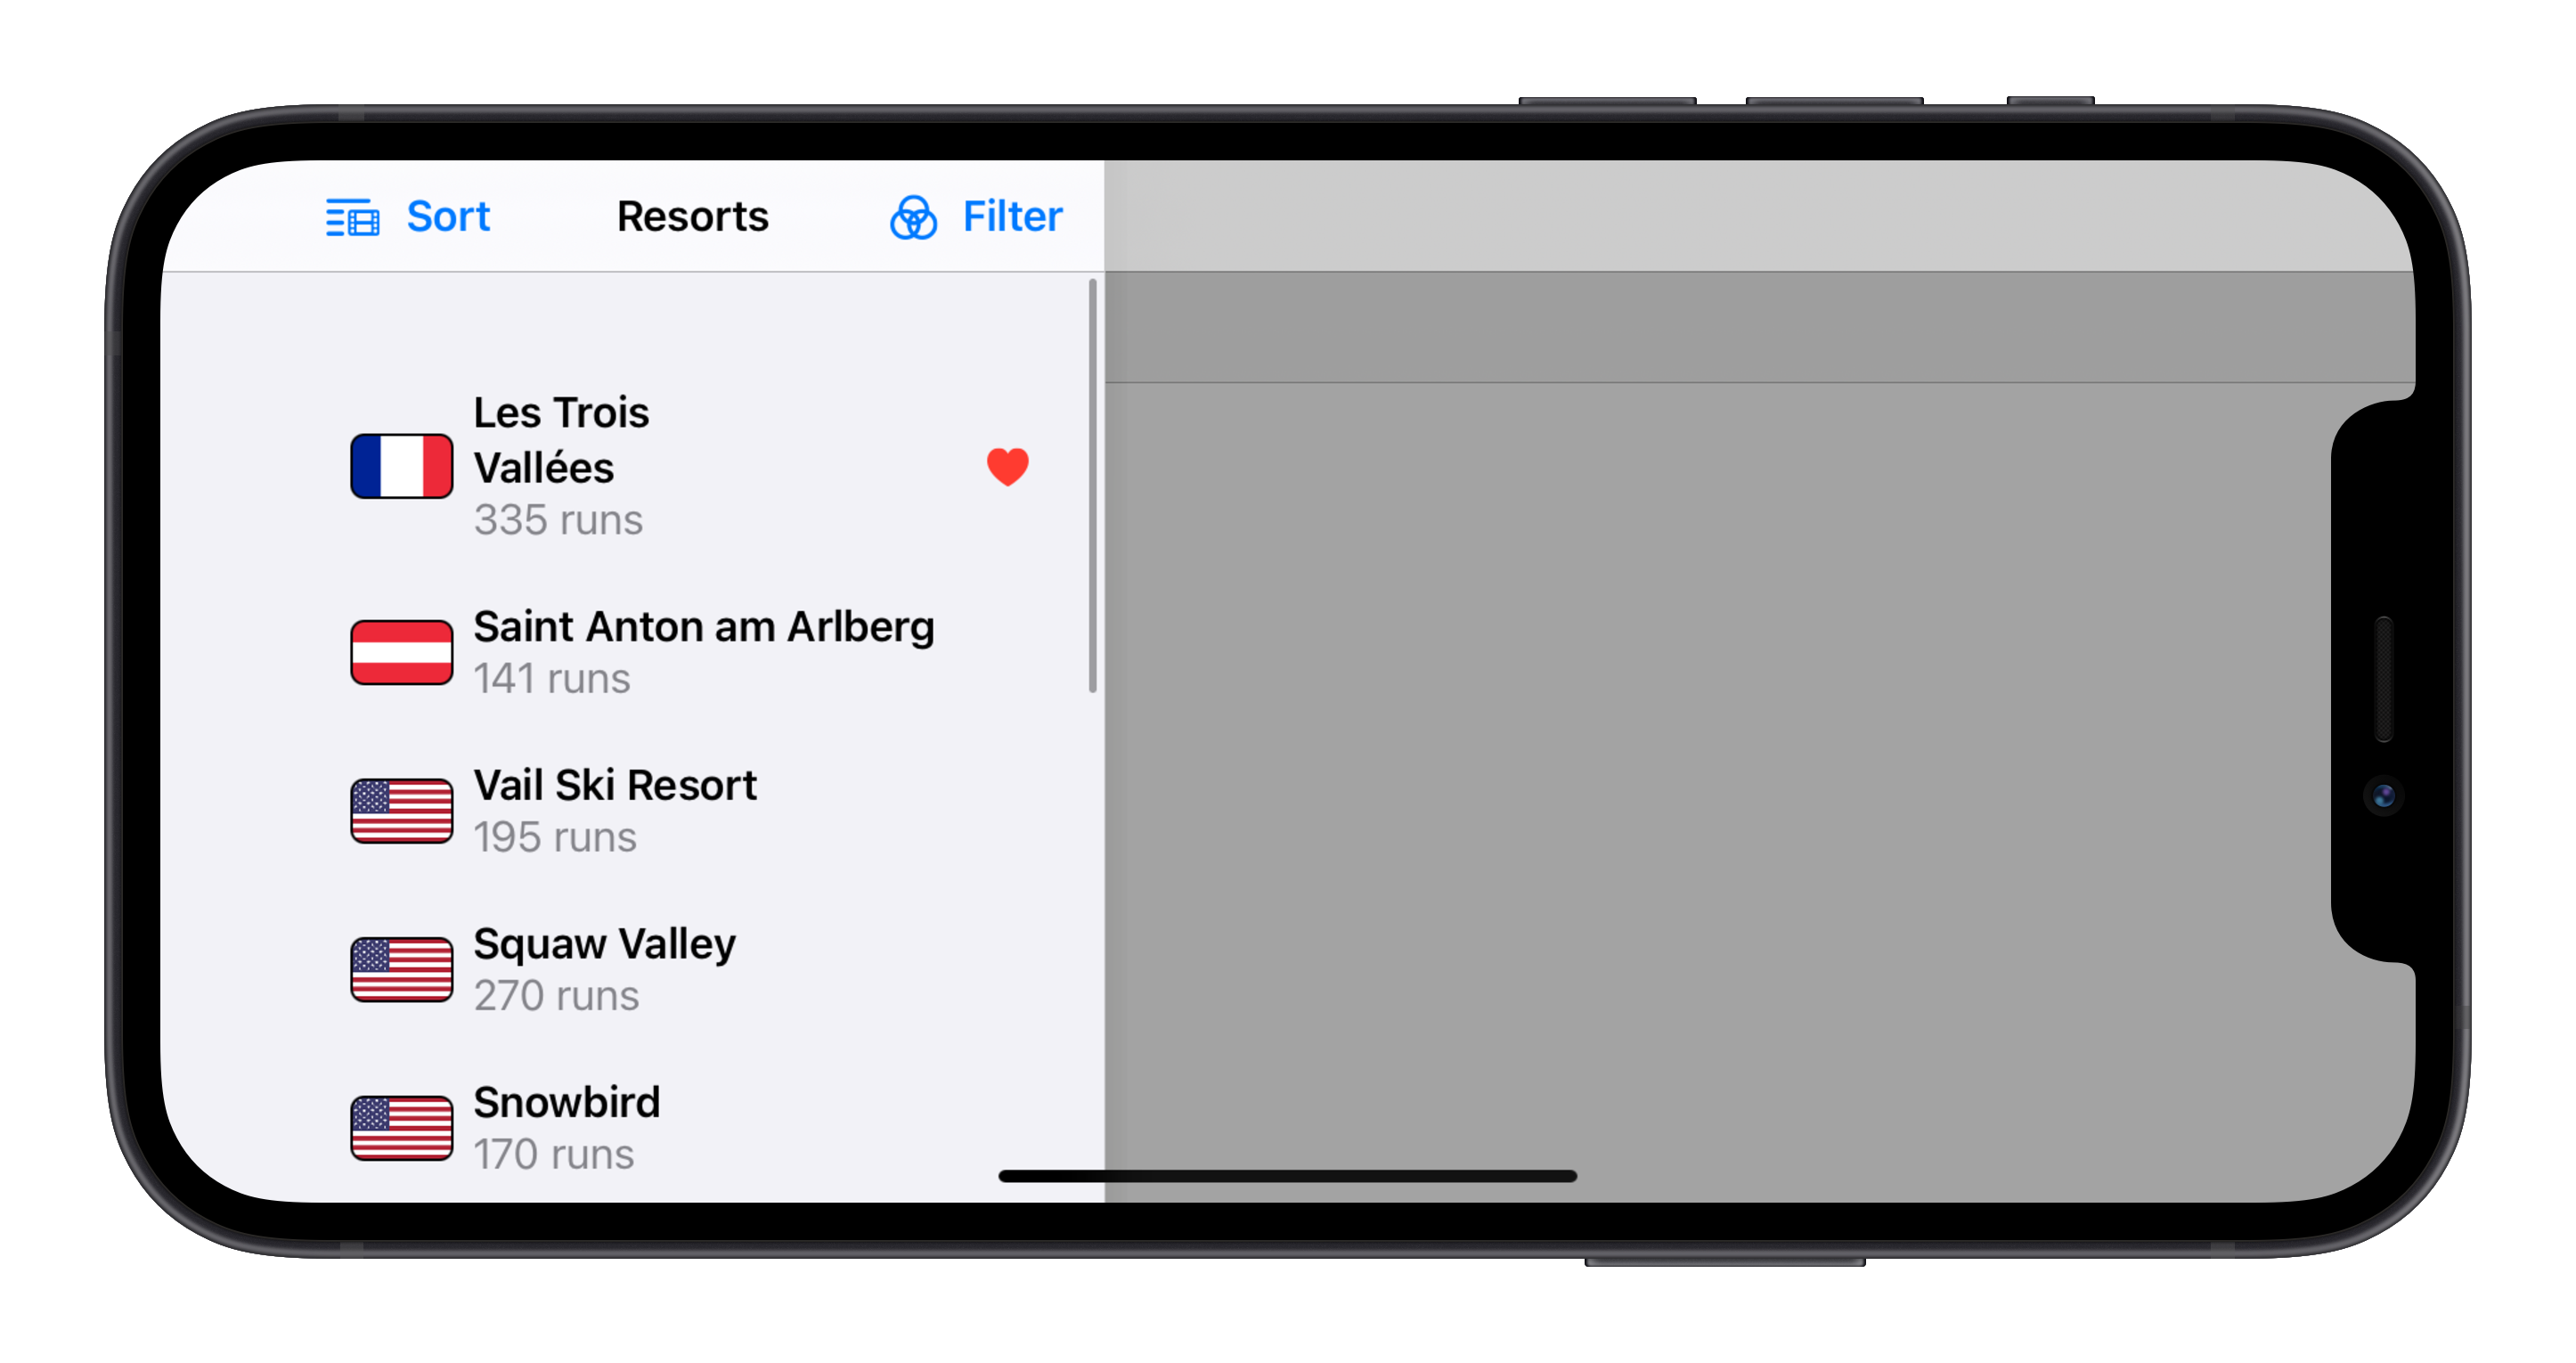 Sort
Resorts
Filter
Les Trois
Vallées
335 runs
Saint Anton am Arlberg
141 runs
Vail Ski Resort
195 runs
Squaw Valley
270 runs
Snowbird
170 runs